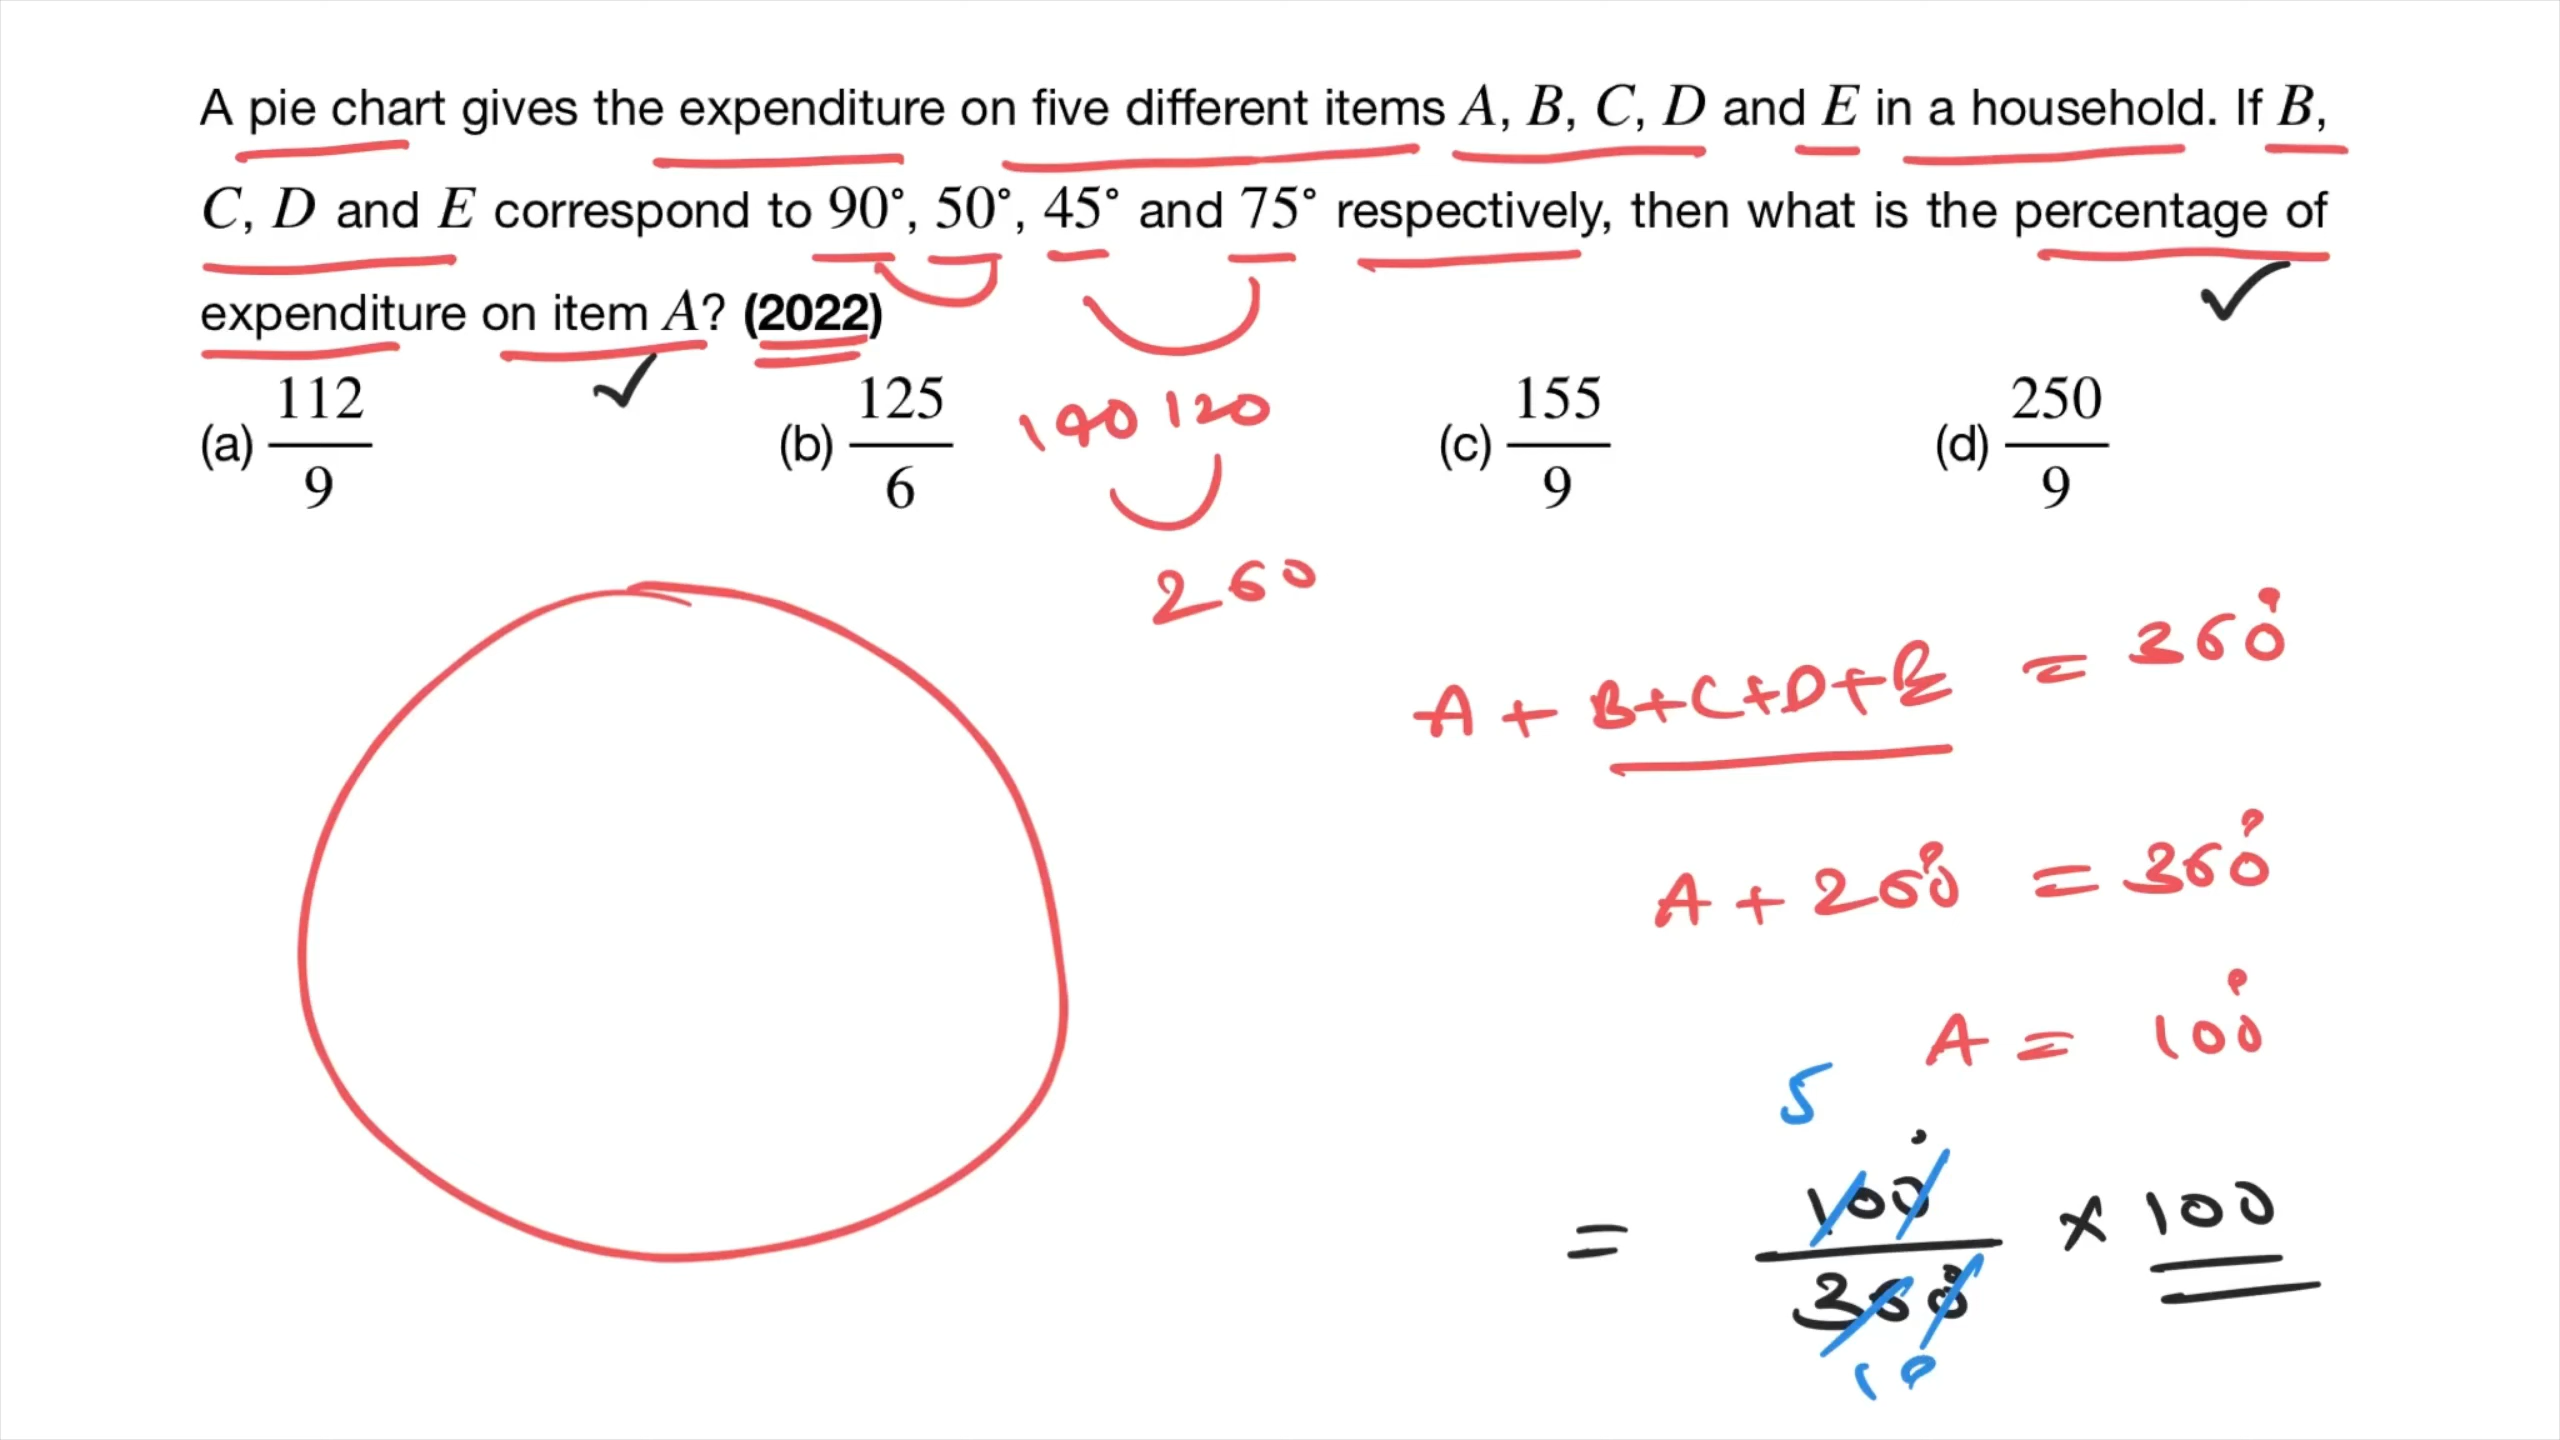 A pie chart gives the expenditure on five different items A, B, C, D and E in a household. If B,
C, D and E correspond to 90°, 50°, 45° and 75° respectively, then what is the percentage of
expenditure on item A? (2022)
(a) 112/9 (b) 125/6 (c) 155/9 (d) 250/9
140 120
260
A + B+C+D+E = 360°
A + 260° = 360°
A = 100°
5
= 100°/360° × 100
18